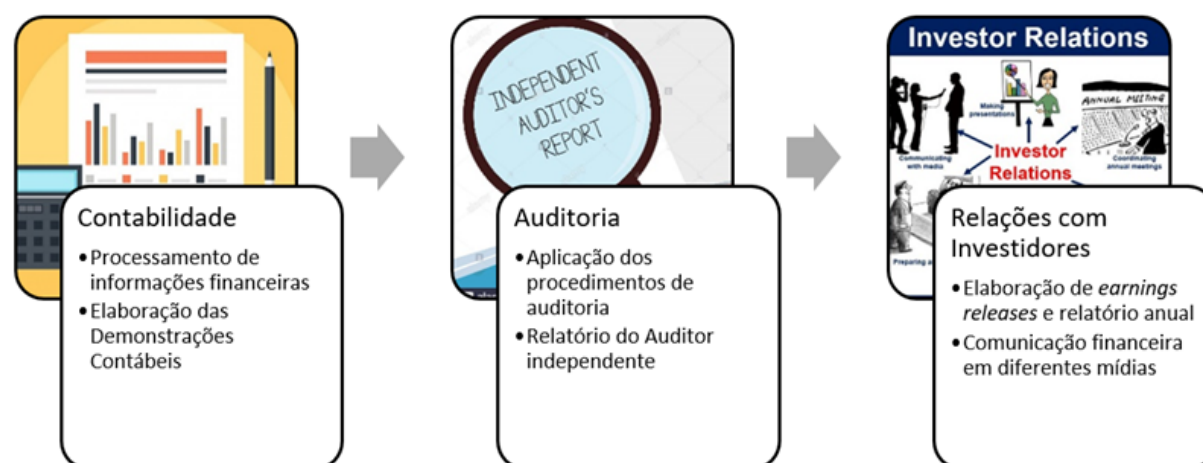 INDEPENDENT
AUDITOR'S
REPORT
Investor Relations
Making
presentations
ANNUAL MEETING
Communicating
with media
Investor
Relations
Coordinating
annual meetings
Preparing
Contabilidade
•Processamento de
informações financeiras
•Elaboração das
Demonstrações
Contábeis
Auditoria
•Aplicação dos
procedimentos de
auditoria
•Relatório do Auditor
independente
Relações com
Investidores
•Elaboração de earnings
releases e relatório anual
•Comunicação financeira
em diferentes mídias